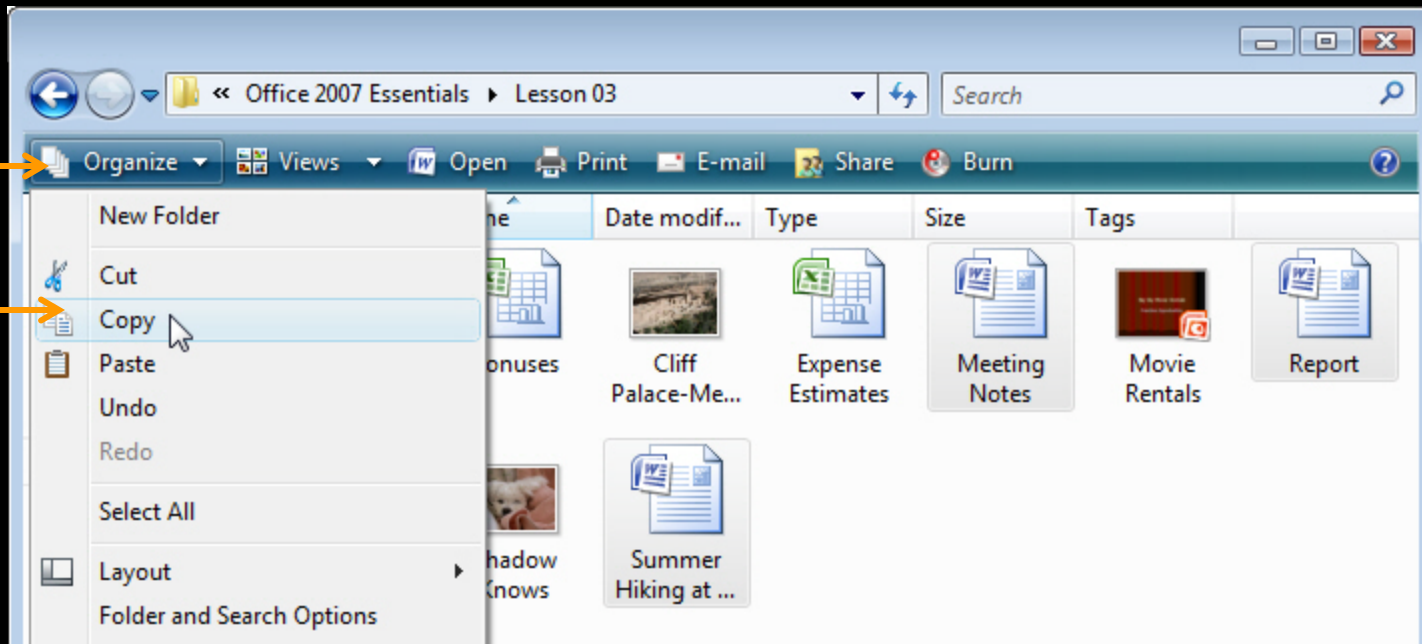 « Office 2007 Essentials Lesson 03 Search
Organize Views Open Print E-mail Share Burn
New Folder
Cut
Copy
Paste
Undo
Redo
Select All
Layout
Folder and Search Options
me Date modif... Type Size Tags
onuses
Cliff
Palace-Me...
Expense
Estimates
Meeting
Notes
Movie
Rentals
Report
hadow
Knows
Summer
Hiking at ...